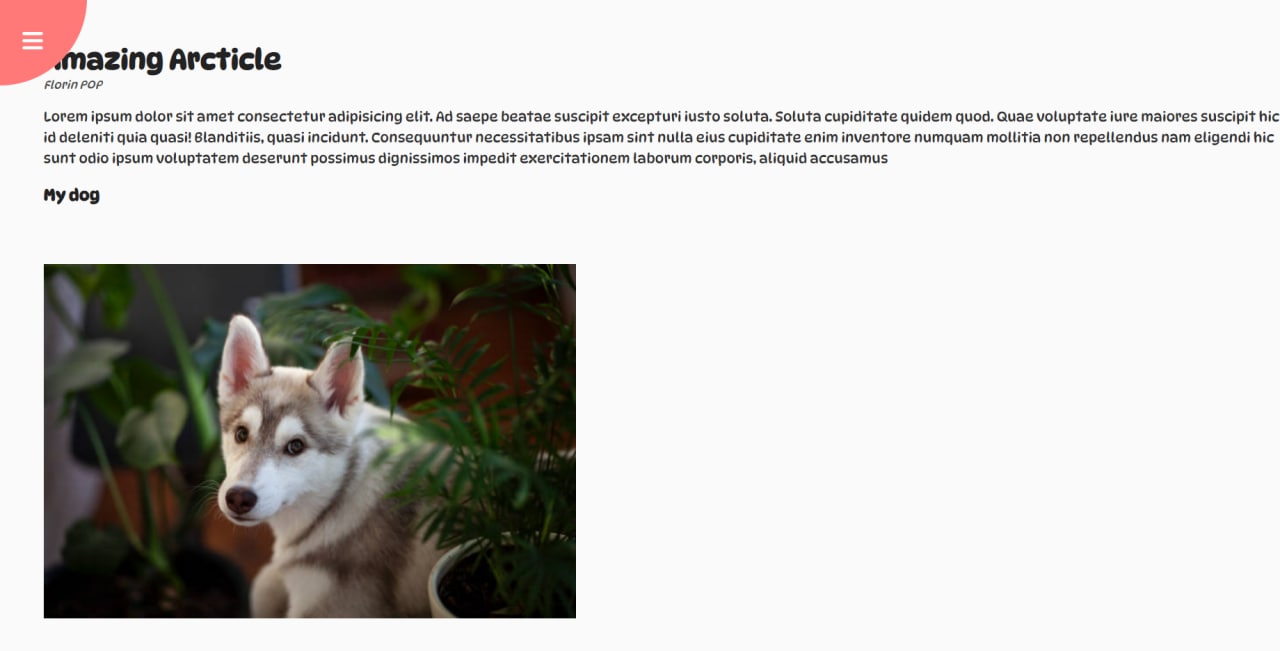 Amazing Arcticle
Florin POP
Lorem ipsum dolor sit amet consectetur adipisicing elit. Ad saepe beatae suscipit excepturi iusto soluta. Soluta cupiditate quidem quod. Quae voluptate iure maiores suscipit hic
id deleniti quia quasi! Blanditiis, quasi incidunt. Consequuntur necessitatibus ipsam sint nulla eius cupiditate enim inventore numquam mollitia non repellendus nam eligendi hic
sunt odio ipsum voluptatem deserunt possimus dignissimos impedit exercitationem laborum corporis, aliquid accusamus
My dog